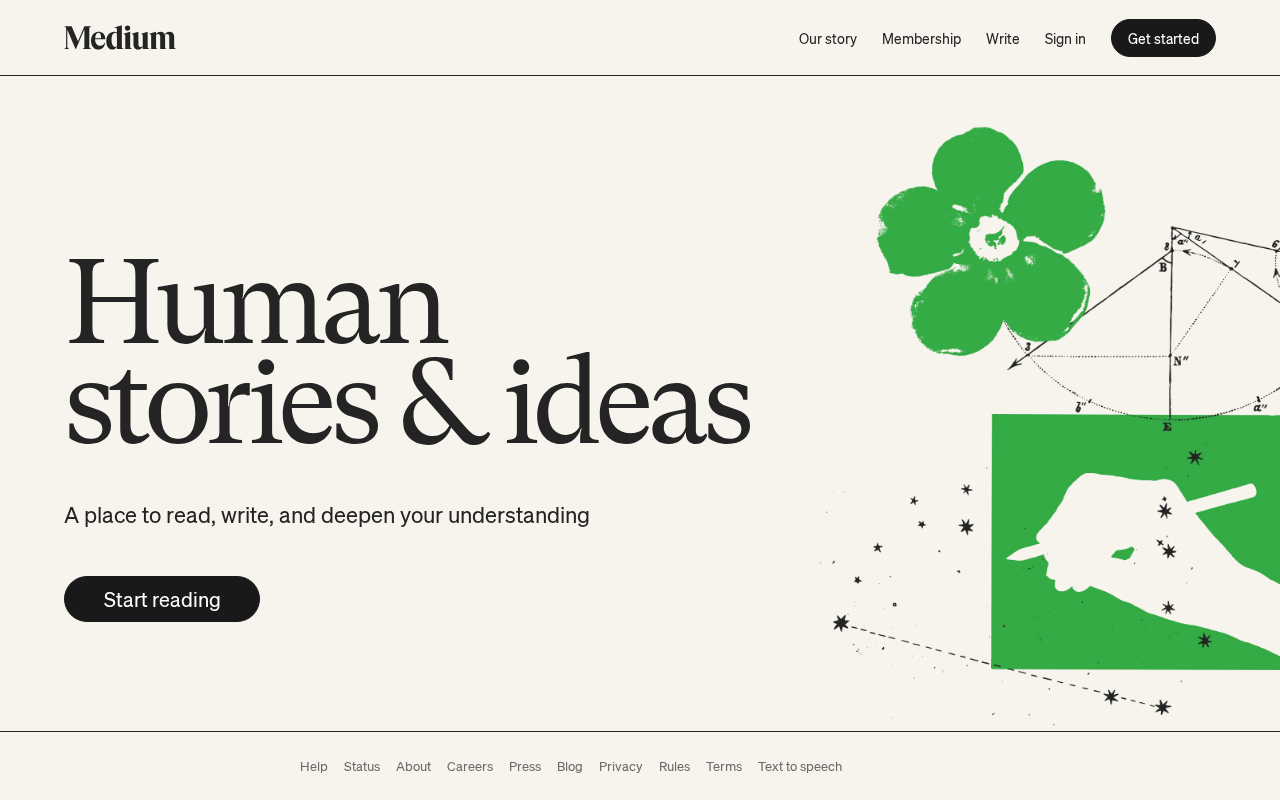 Medium
Our story
Membership
Write
Sign in
Get started
Human
stories & ideas
A place to read, write, and deepen your understanding
Start reading
B
N″
E
Help
Status
About
Careers
Press
Blog
Privacy
Rules
Terms
Text to speech